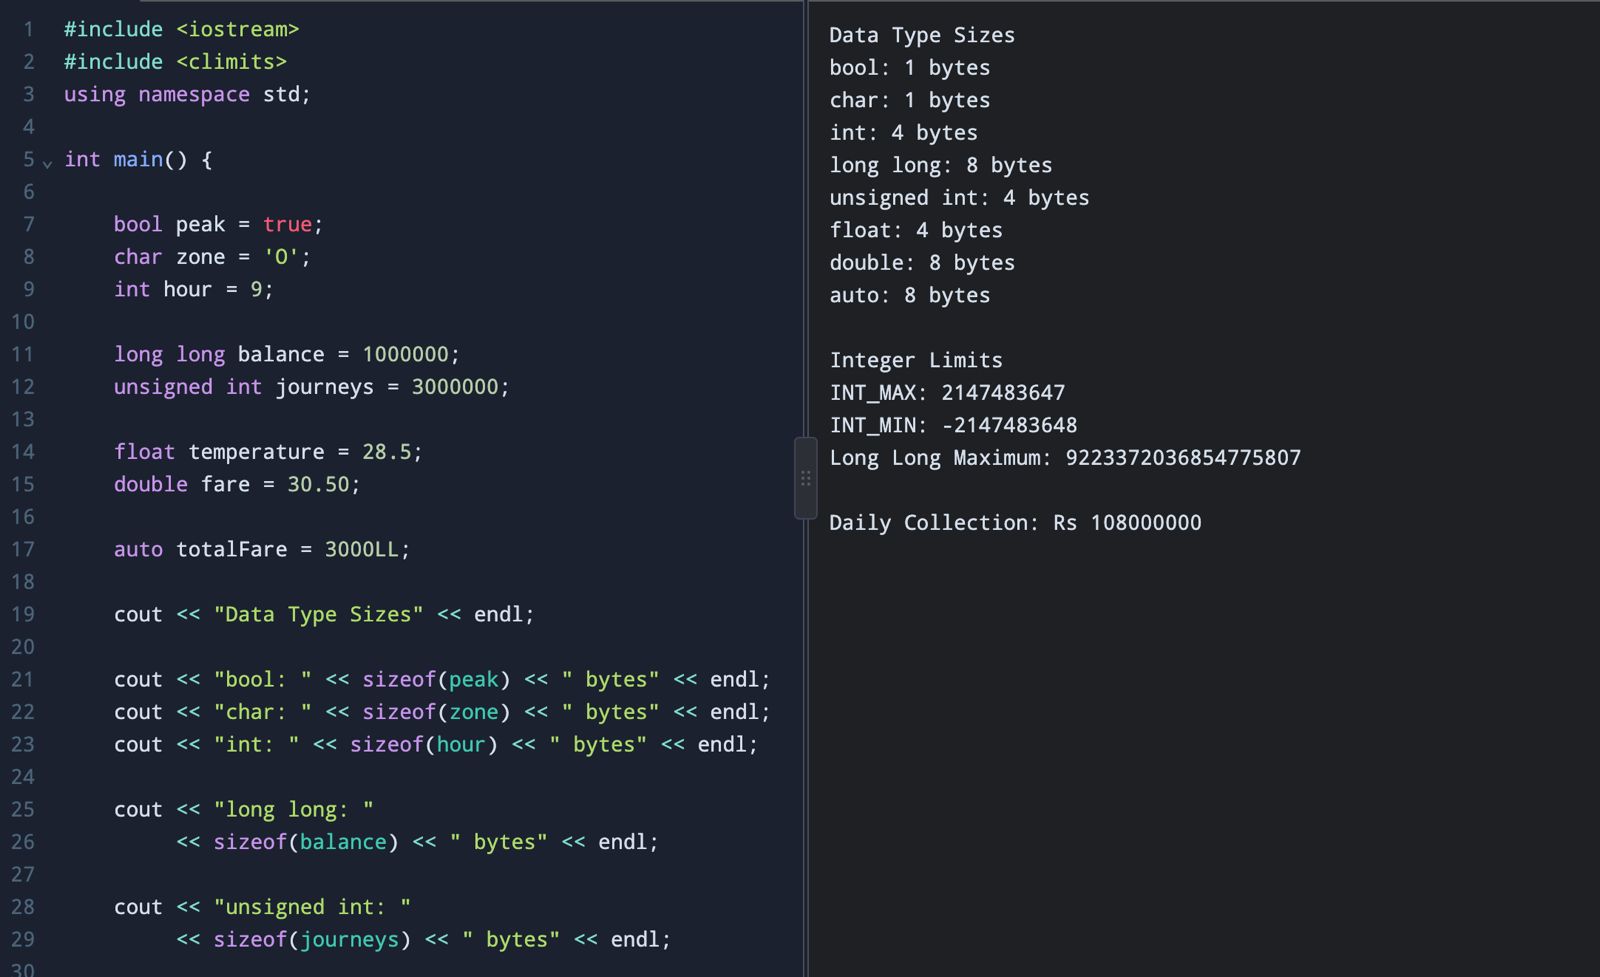 1 #include <iostream>
2 #include <climits>
3 using namespace std;
4
5 int main() {
6
7     bool peak = true;
8     char zone = 'O';
9     int hour = 9;
10
11     long long balance = 1000000;
12     unsigned int journeys = 3000000;
13
14     float temperature = 28.5;
15     double fare = 30.50;
16
17     auto totalFare = 3000LL;
18
19     cout << "Data Type Sizes" << endl;
20
21     cout << "bool: " << sizeof(peak) << " bytes" << endl;
22     cout << "char: " << sizeof(zone) << " bytes" << endl;
23     cout << "int: " << sizeof(hour) << " bytes" << endl;
24
25     cout << "long long: "
26          << sizeof(balance) << " bytes" << endl;
27
28     cout << "unsigned int: "
29          << sizeof(journeys) << " bytes" << endl;
30
Data Type Sizes
bool: 1 bytes
char: 1 bytes
int: 4 bytes
long long: 8 bytes
unsigned int: 4 bytes
float: 4 bytes
double: 8 bytes
auto: 8 bytes

Integer Limits
INT_MAX: 2147483647
INT_MIN: -2147483648
Long Long Maximum: 9223372036854775807

Daily Collection: Rs 108000000